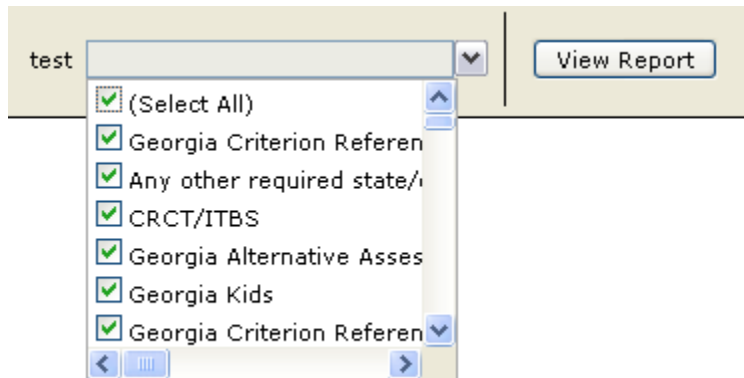 test
View Report
(Select All)
Georgia Criterion Referen
Any other required state/
CRCT/ITBS
Georgia Alternative Asses
Georgia Kids
Georgia Criterion Referen